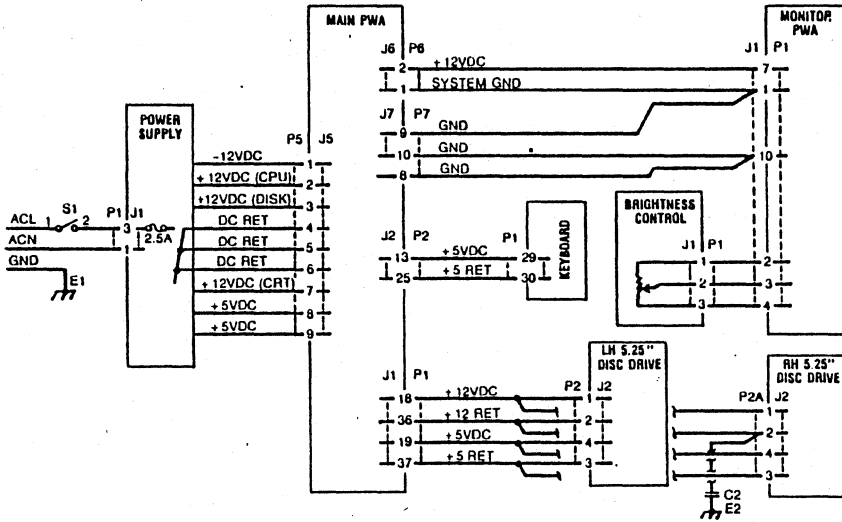 MAIN PWA
MONITOR PWA
J6 P6
2 +12VDC
1 SYSTEM GND
J7 P7
9 GND
10 GND
8 GND
J1 P1
7
1
10
2
3
4
POWER SUPPLY
P5 J5
-12VDC 1
+12VDC (CPU) 2
+12VDC (DISK) 3
DC RET 4
DC RET 5
DC RET 6
+12VDC (CRT) 7
+5VDC 8
+5VDC 9
ACL 1 S1 2
P1 J1
3
2.5A
ACN 1
GND
E1
J2 P2
13 +5VDC
25 +5 RET
P1
29
30
KEYBOARD
BRIGHTNESS CONTROL
J1 P1
1
2
3
J1 P1
18 +12VDC
36 +12 RET
19 +5VDC
37 +5 RET
LH 5.25" DISC DRIVE
P2 J2
1
2
4
3
RH 5.25" DISC DRIVE
P2A J2
1
2
4
3
C2
E2